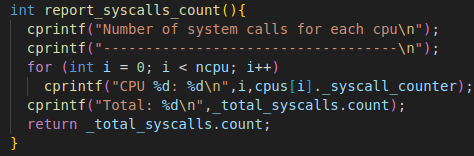 int report_syscalls_count(){
  cprintf("Number of system calls for each cpu\n");
  cprintf("-----------------------------------\n");
  for (int i = 0; i < ncpu; i++)
    cprintf("CPU %d: %d\n",i,cpus[i]._syscall_counter);
  cprintf("Total: %d\n",_total_syscalls.count);
  return _total_syscalls.count;
}